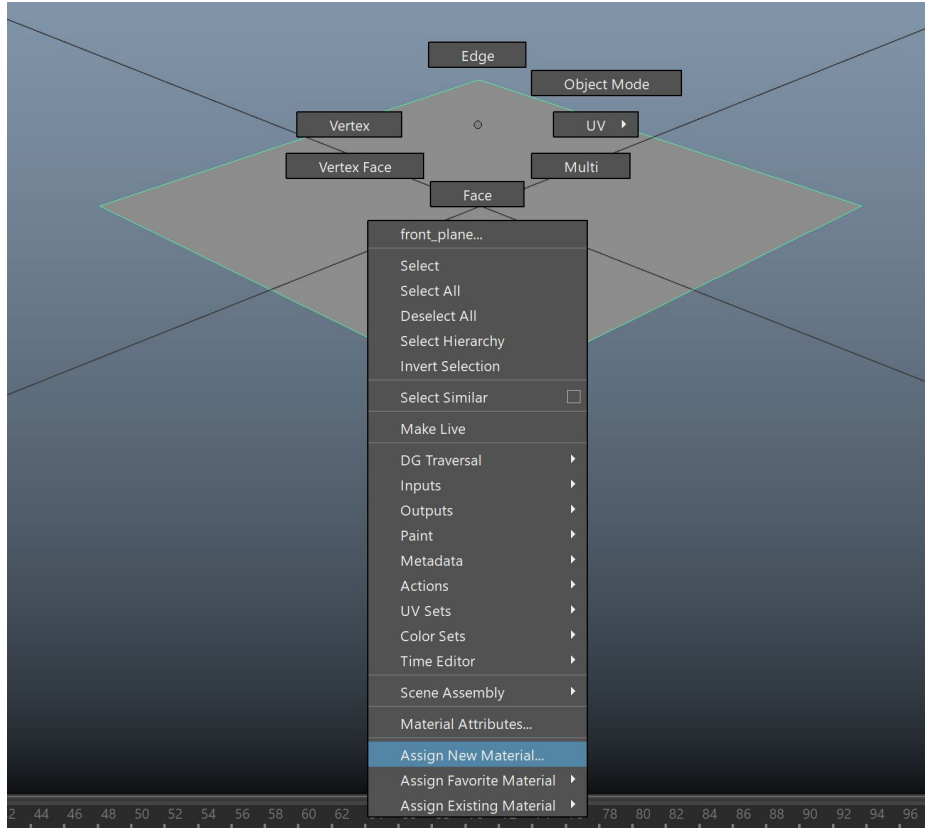 Edge
Object Mode
Vertex
UV
Vertex Face
Multi
Face
front_plane...
Select
Select All
Deselect All
Select Hierarchy
Invert Selection
Select Similar
Make Live
DG Traversal
Inputs
Outputs
Paint
Metadata
Actions
UV Sets
Color Sets
Time Editor
Scene Assembly
Material Attributes...
Assign New Material...
Assign Favorite Material
Assign Existing Material
44 46 48 50 52 54 56 58 60 62 78 80 82 84 86 88 90 92 94 96